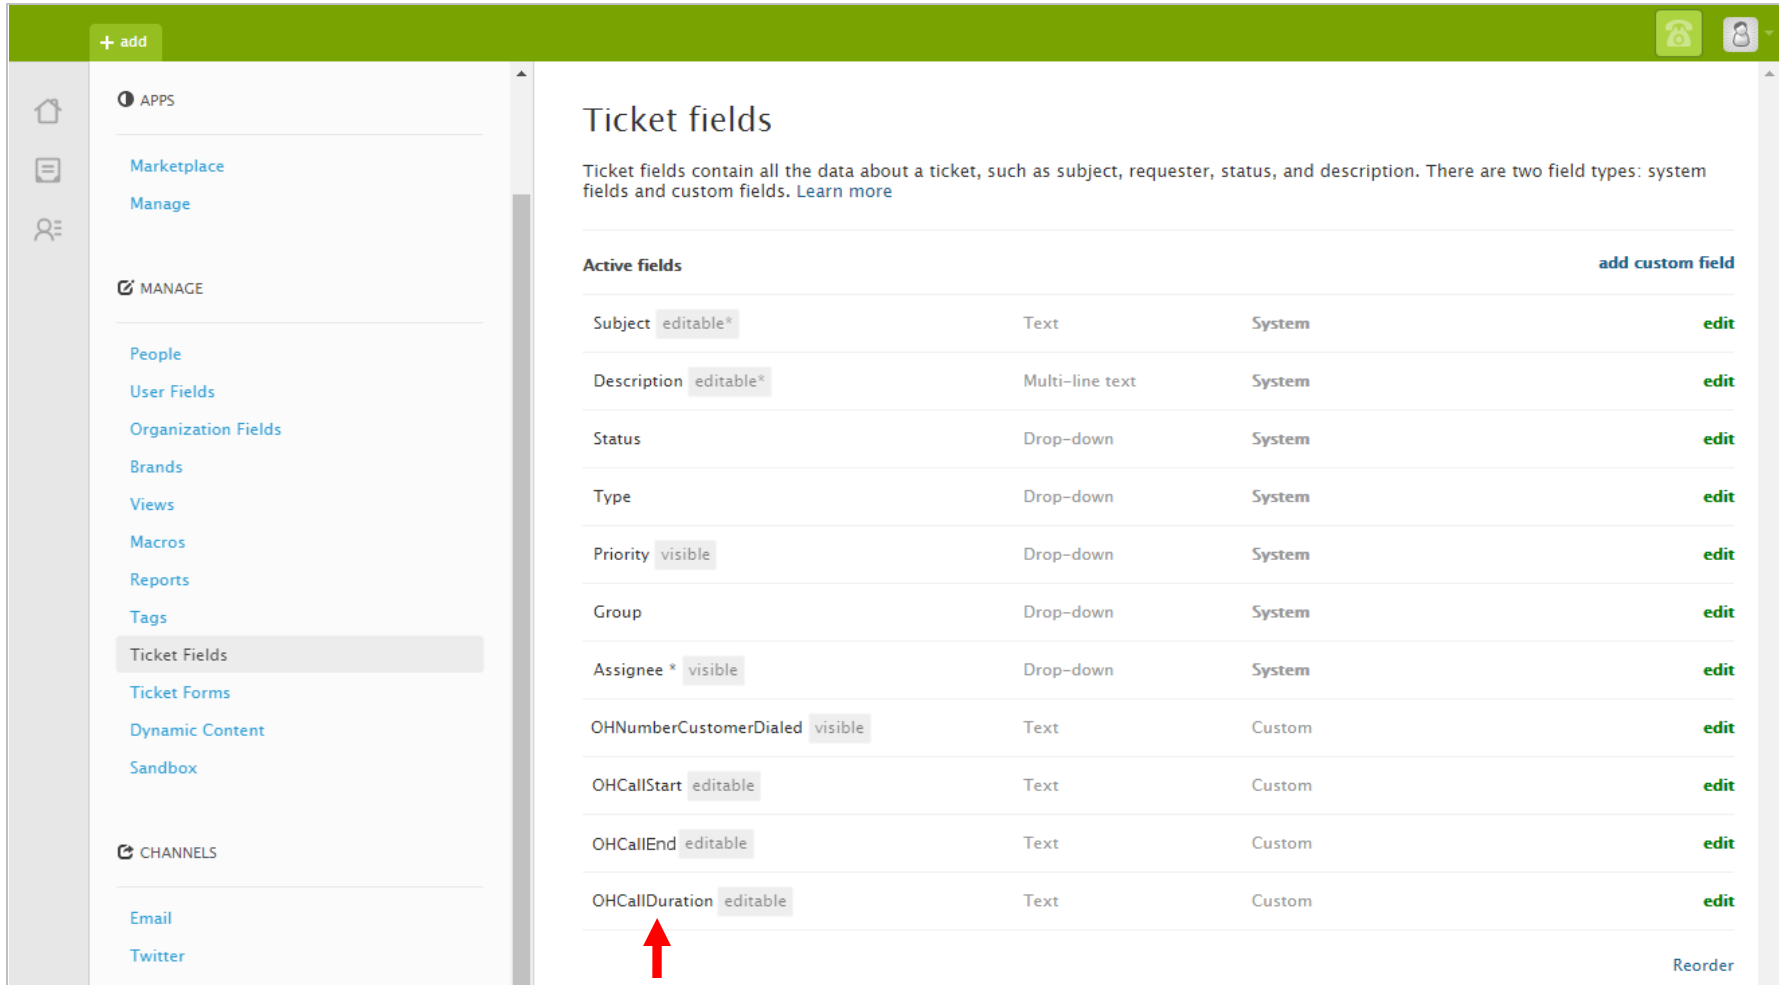 + add
APPS
Marketplace
Manage
MANAGE
People
User Fields
Organization Fields
Brands
Views
Macros
Reports
Tags
Ticket Fields
Ticket Forms
Dynamic Content
Sandbox
CHANNELS
Email
Twitter
Ticket fields
Ticket fields contain all the data about a ticket, such as subject, requester, status, and description. There are two field types: system
fields and custom fields. Learn more
Active fields add custom field
Subject editable* Text System edit
Description editable* Multi-line text System edit
Status Drop-down System edit
Type Drop-down System edit
Priority visible Drop-down System edit
Group Drop-down System edit
Assignee * visible Drop-down System edit
OHNumberCustomerDialed visible Text Custom edit
OHCallStart editable Text Custom edit
OHCallEnd editable Text Custom edit
OHCallDuration editable Text Custom edit
Reorder